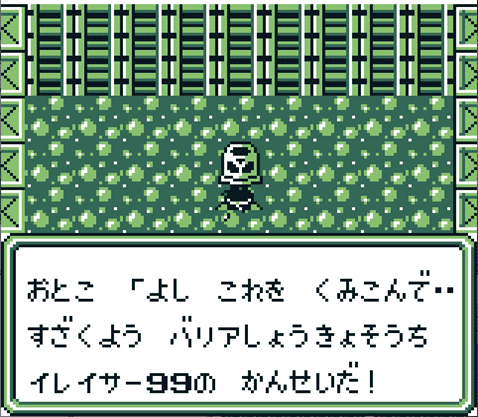 おとこ 「よし これを くみこんで‥
すざくよう バリアしょうきょそうち
イレイサー99の かんせいだ!